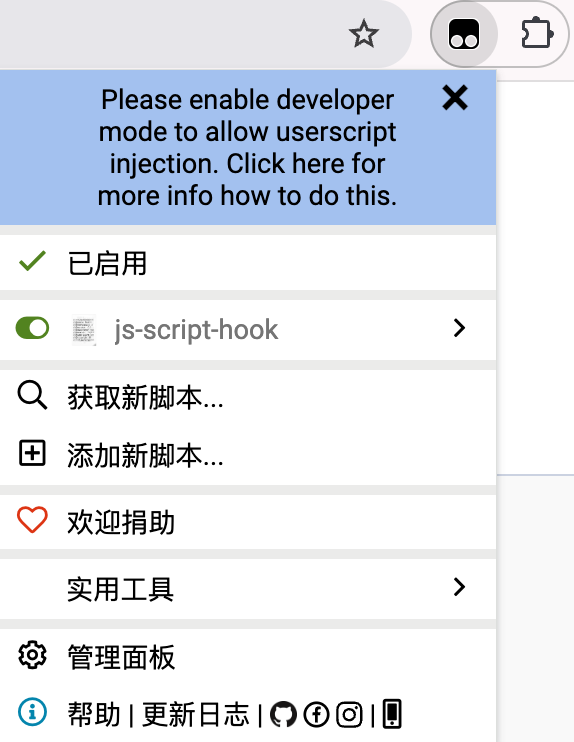 Please enable developer
mode to allow userscript
injection. Click here for
more info how to do this.
已启用
js-script-hook
获取新脚本...
添加新脚本...
欢迎捐助
实用工具
管理面板
帮助 | 更新日志 | |